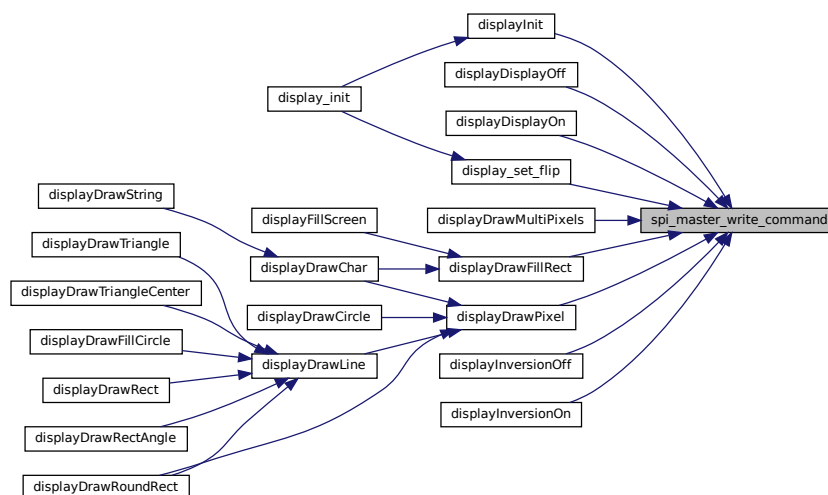 displayInit
displayDisplayOff
display_init
displayDisplayOn
display_set_flip
displayDrawString
displayFillScreen
displayDrawMultiPixels
spi_master_write_command
displayDrawTriangle
displayDrawChar
displayDrawFillRect
displayDrawTriangleCenter
displayDrawCircle
displayDrawPixel
displayDrawFillCircle
displayDrawLine
displayInversionOff
displayDrawRect
displayInversionOn
displayDrawRectAngle
displayDrawRoundRect